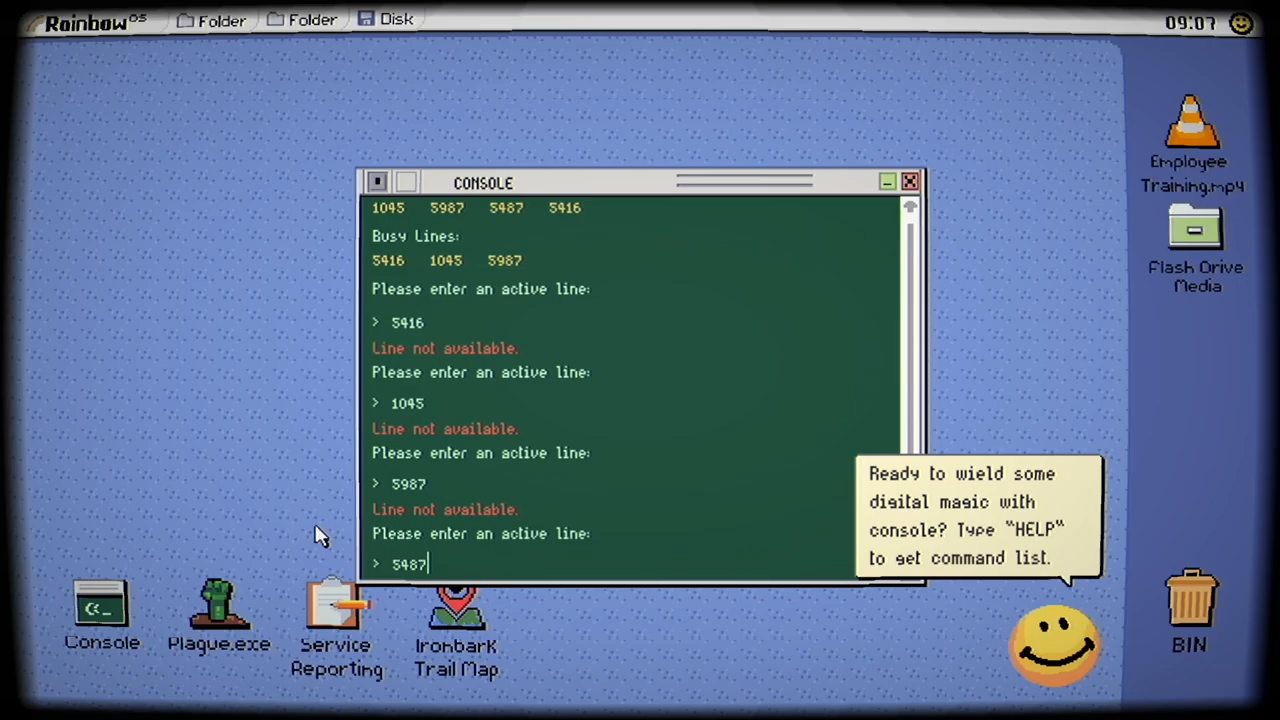 RainbowOS Folder Folder Disk 09:07
Employee
Training.mp4
Flash Drive
Media
CONSOLE
1045 5987 5487 5416
Busy Lines:
5416 1045 5987
Please enter an active line:
> 5416
Line not available.
Please enter an active line:
> 1045
Line not available.
Please enter an active line:
> 5987
Line not available.
Please enter an active line:
> 5487
Ready to wield some
digital magic with
console? Type "HELP"
to get command list.
Console
Plague.exe
Service
Reporting
Ironbark
Trail Map
BIN